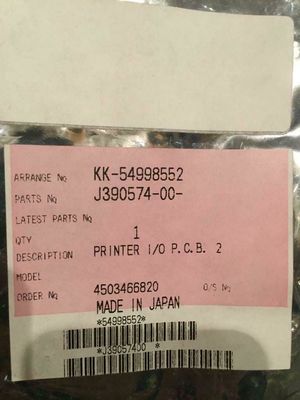 ARRANGE No KK-54998552
PARTS No J390574-00-
LATEST PARTS No
QTY 1
DESCRIPTION PRINTER I/O P.C.B. 2
MODEL
ORDER No 4503466820 O/S No
MADE IN JAPAN
*54998552*
*J39057400 *